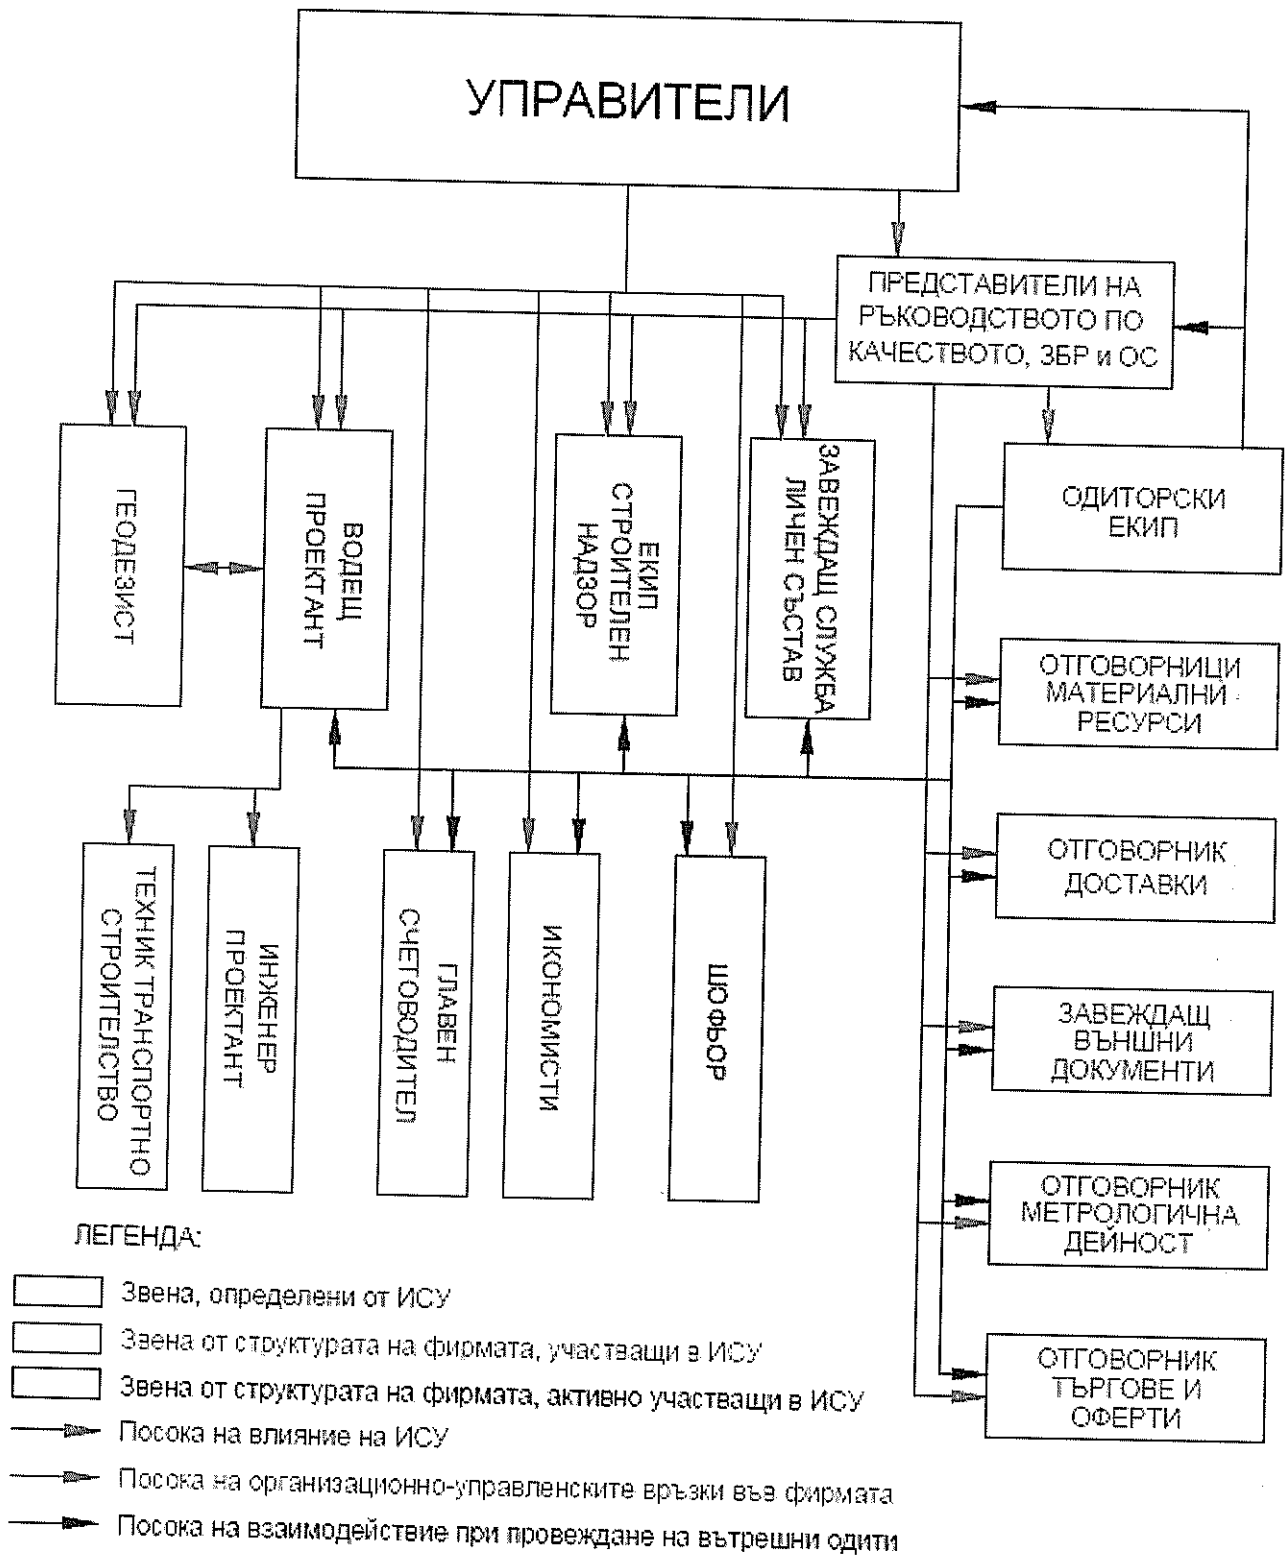 УПРАВИТЕЛИ
ПРЕДСТАВИТЕЛИ НА
РЪКОВОДСТВОТО ПО
КАЧЕСТВОТО, ЗБР и ОС
ГЕОДЕЗИСТ
ВОДЕЩ
ПРОЕКТАНТ
ЕКИП
СТРОИТЕЛЕН
НАДЗОР
ЗАВЕЖДАЩ СЛУЖБА
ЛИЧЕН СЪСТАВ
ОДИТОРСКИ
ЕКИП
ОТГОВОРНИЦИ
МАТЕРИАЛНИ
РЕСУРСИ
ОТГОВОРНИК
ДОСТАВКИ
ЗАВЕЖДАЩ
ВЪНШНИ
ДОКУМЕНТИ
ОТГОВОРНИК
МЕТРОЛОГИЧНА
ДЕЙНОСТ
ОТГОВОРНИК
ТЪРГОВЕ И
ОФЕРТИ
ТЕХНИК ТРАНСПОРТНО
СТРОИТЕЛСТВО
ИНЖЕНЕР
ПРОЕКТАНТ
ГЛАВЕН
СЧЕТОВОДИТЕЛ
ИКОНОМИСТИ
ШОФЬОР
ЛЕГЕНДА:
Звена, определени от ИСУ
Звена от структурата на фирмата, участващи в ИСУ
Звена от структурата на фирмата, активно участващи в ИСУ
Посока на влияние на ИСУ
Посока на организационно-управленските връзки във фирмата
Посока на взаимодействие при провеждане на вътрешни одити